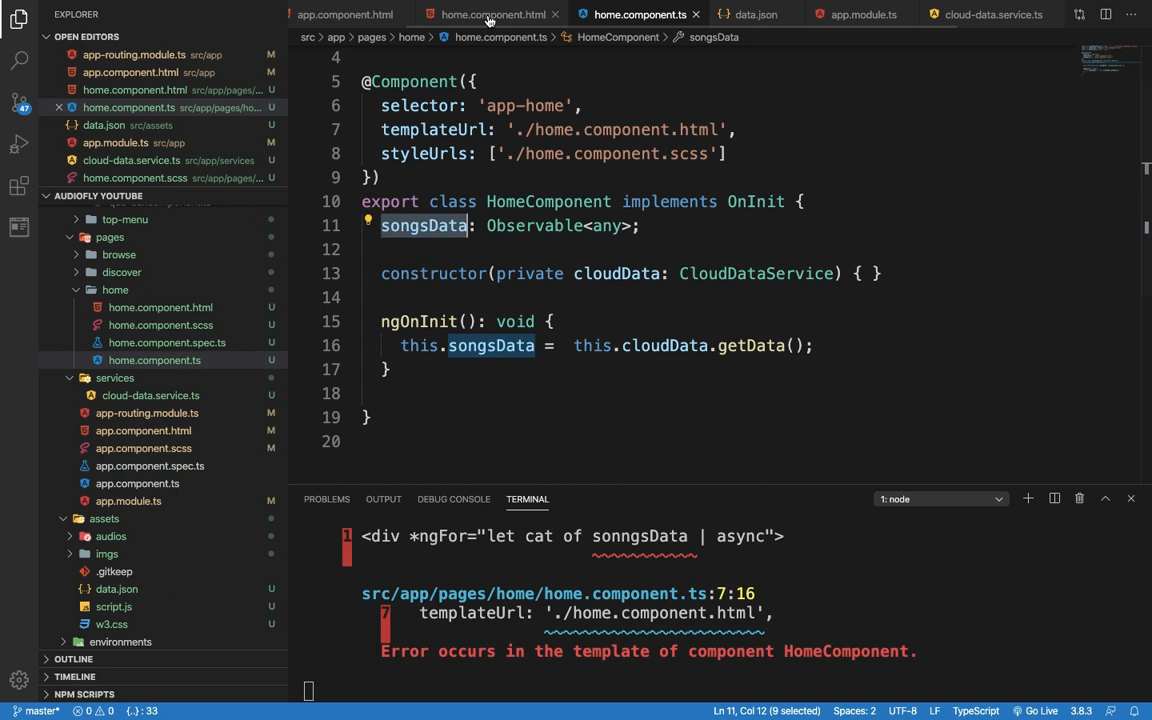 EXPLORER
OPEN EDITORS
app-routing.module.ts src/app M
app.component.html src/app M
home.component.html src/app/pages/... U
home.component.ts src/app/pages/ho... U
data.json src/assets U
app.module.ts src/app M
cloud-data.service.ts src/app/services U
home.component.scss src/app/pages/... U
AUDIOFLY YOUTUBE
top-menu
pages
browse
discover
home
home.component.html U
home.component.scss U
home.component.spec.ts U
home.component.ts U
services
cloud-data.service.ts U
app-routing.module.ts M
app.component.html M
app.component.scss M
app.component.spec.ts
app.component.ts
app.module.ts M
assets
audios
imgs
.gitkeep
data.json U
script.js U
w3.css U
environments
OUTLINE
TIMELINE
NPM SCRIPTS
47
app.component.html home.component.html home.component.ts data.json app.module.ts cloud-data.service.ts
src > app > pages > home > home.component.ts > HomeComponent > songsData
4
5 @Component({
6 selector: 'app-home',
7 templateUrl: './home.component.html',
8 styleUrls: ['./home.component.scss']
9 })
10 export class HomeComponent implements OnInit {
11 songsData: Observable<any>;
12
13 constructor(private cloudData: CloudDataService) { }
14
15 ngOnInit(): void {
16 this.songsData = this.cloudData.getData();
17 }
18
19 }
20
PROBLEMS OUTPUT DEBUG CONSOLE TERMINAL 1: node
1 <div *ngFor="let cat of sonngsData | async">
src/app/pages/home/home.component.ts:7:16
7 templateUrl: './home.component.html',
Error occurs in the template of component HomeComponent.
master* 0 0 {..} : 33 Ln 11, Col 12 (9 selected) Spaces: 2 UTF-8 LF TypeScript Go Live 3.8.3